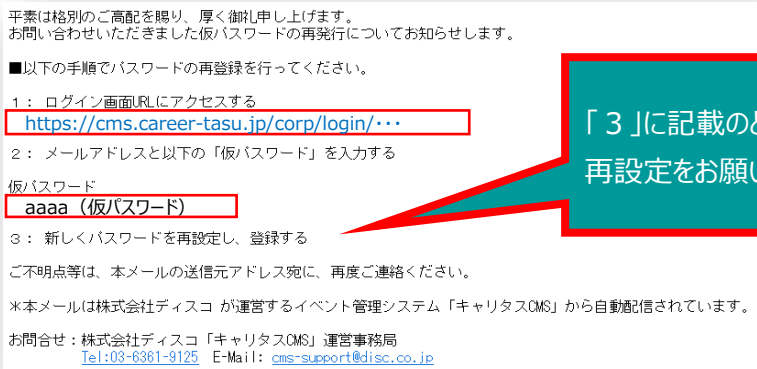 平素は格別のご高配を賜り、厚く御礼申し上げます。
お問い合わせいただきました仮パスワードの再発行についてお知らせします。
■以下の手順でパスワードの再登録を行ってください。
1： ログイン画面URLにアクセスする
https://cms.career-tasu.jp/corp/login/･･･
2： メールアドレスと以下の「仮パスワード」を入力する
仮パスワード
aaaa（仮パスワード）
3： 新しくパスワードを再設定し、登録する
「３」に記載のと
再設定をお願い
ご不明点等は、本メールの送信元アドレス宛に、再度ご連絡ください。
※本メールは株式会社ディスコ が運営するイベント管理システム「キャリタスCMS」から自動配信されています。
お問合せ：株式会社ディスコ「キャリタスCMS」運営事務局
Tel:03-6361-9125 E-Mail: cms-support@disc.co.jp